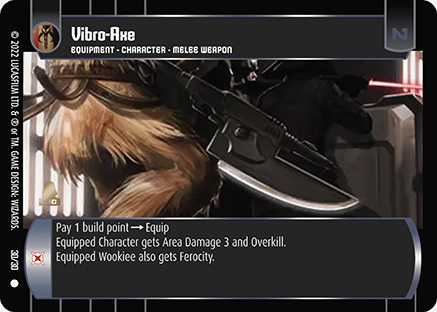 Vibro-Axe
EQUIPMENT - CHARACTER - MELEE WEAPON
N
© 2022 LUCASFILM LTD. & ® OR TM. GAME DESIGN: WIZARDS.
Pay 1 build point → Equip
Equipped Character gets Area Damage 3 and Overkill.
Equipped Wookiee also gets Ferocity.